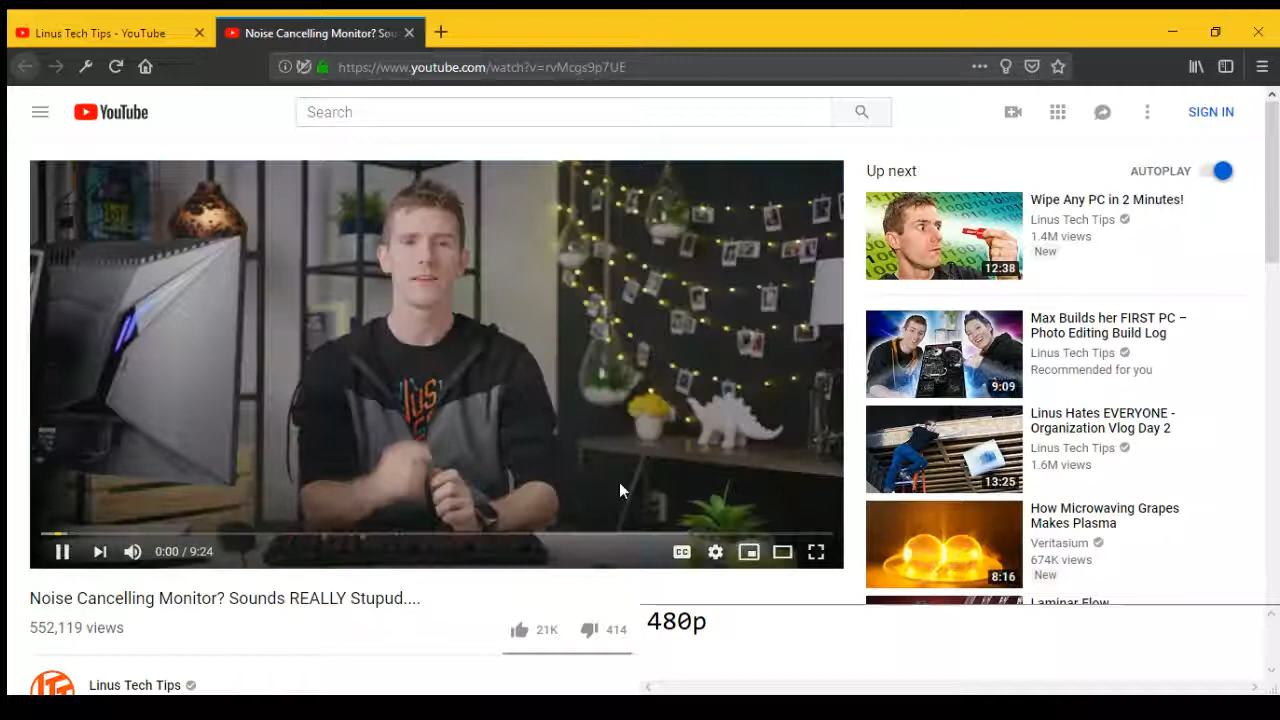 Linus Tech Tips - YouTube
Noise Cancelling Monitor? Sou
https://www.youtube.com/watch?v=rvMcgs9p7UE
YouTube
Search
SIGN IN
Up next
AUTOPLAY
Wipe Any PC in 2 Minutes!
Linus Tech Tips
1.4M views
New
12:38
Max Builds her FIRST PC –
Photo Editing Build Log
Linus Tech Tips
Recommended for you
9:09
Linus Hates EVERYONE -
Organization Vlog Day 2
Linus Tech Tips
1.6M views
13:25
How Microwaving Grapes
Makes Plasma
Veritasium
674K views
New
8:16
Laminar Flow
0:00 / 9:24
CC
Noise Cancelling Monitor? Sounds REALLY Stupud....
552,119 views
21K
414
480p
Linus Tech Tips